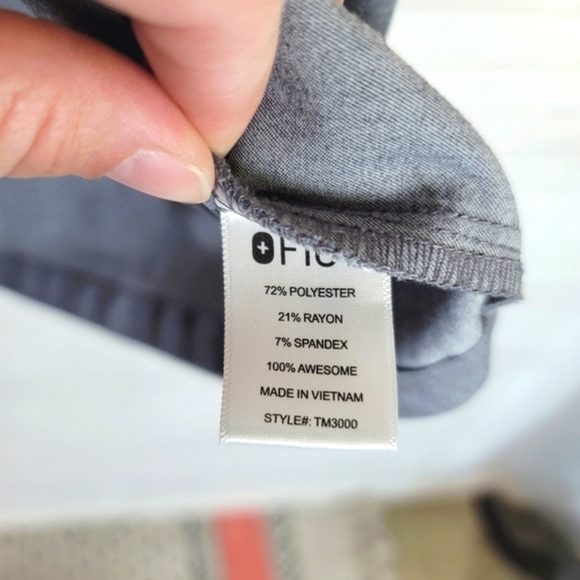 72% POLYESTER
21% RAYON
7% SPANDEX
100% AWESOME
MADE IN VIETNAM
STYLE#: TM3000